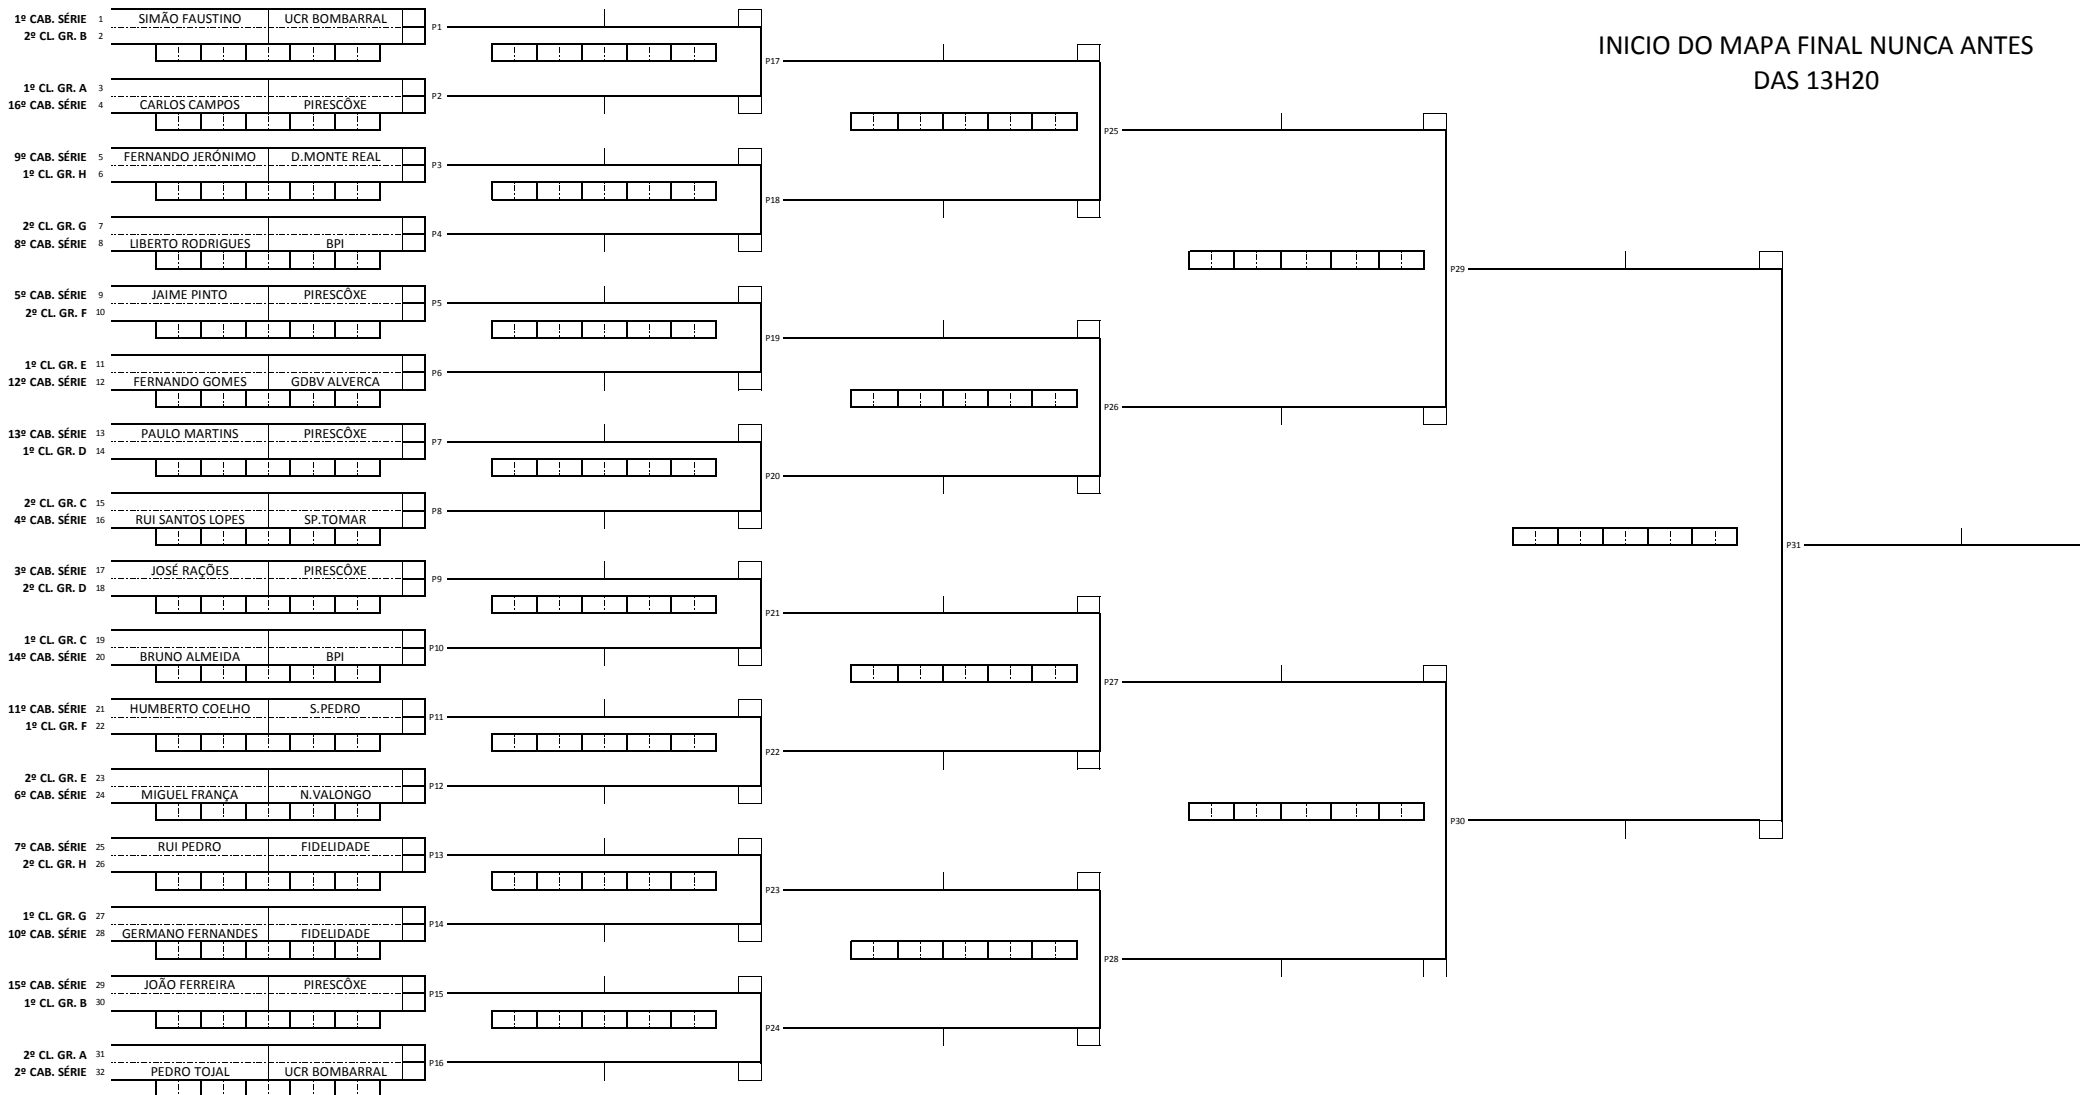 INICIO DO MAPA FINAL NUNCA ANTES
DAS 13H20
1º CAB. SÉRIE 1 SIMÃO FAUSTINO UCR BOMBARRAL
P1
2º CL. GR. B 2
P17
1º CL. GR. A 3
P2
16º CAB. SÉRIE 4 CARLOS CAMPOS PIRESCÔXE
P25
9º CAB. SÉRIE 5 FERNANDO JERÓNIMO D.MONTE REAL
P3
1º CL. GR. H 6
P18
2º CL. GR. G 7
P4
8º CAB. SÉRIE 8 LIBERTO RODRIGUES BPI
P29
5º CAB. SÉRIE 9 JAIME PINTO PIRESCÔXE
P5
2º CL. GR. F 10
P19
1º CL. GR. E 11
P6
12º CAB. SÉRIE 12 FERNANDO GOMES GDBV ALVERCA
P26
13º CAB. SÉRIE 13 PAULO MARTINS PIRESCÔXE
P7
1º CL. GR. D 14
P20
2º CL. GR. C 15
P8
4º CAB. SÉRIE 16 RUI SANTOS LOPES SP.TOMAR
P31
3º CAB. SÉRIE 17 JOSÉ RAÇÕES PIRESCÔXE
P9
2º CL. GR. D 18
P21
1º CL. GR. C 19
P10
14º CAB. SÉRIE 20 BRUNO ALMEIDA BPI
P27
11º CAB. SÉRIE 21 HUMBERTO COELHO S.PEDRO
P11
1º CL. GR. F 22
P22
2º CL. GR. E 23
P12
6º CAB. SÉRIE 24 MIGUEL FRANÇA N.VALONGO
P30
7º CAB. SÉRIE 25 RUI PEDRO FIDELIDADE
P13
2º CL. GR. H 26
P23
1º CL. GR. G 27
P14
10º CAB. SÉRIE 28 GERMANO FERNANDES FIDELIDADE
P28
15º CAB. SÉRIE 29 JOÃO FERREIRA PIRESCÔXE
P15
1º CL. GR. B 30
P24
2º CL. GR. A 31
P16
2º CAB. SÉRIE 32 PEDRO TOJAL UCR BOMBARRAL